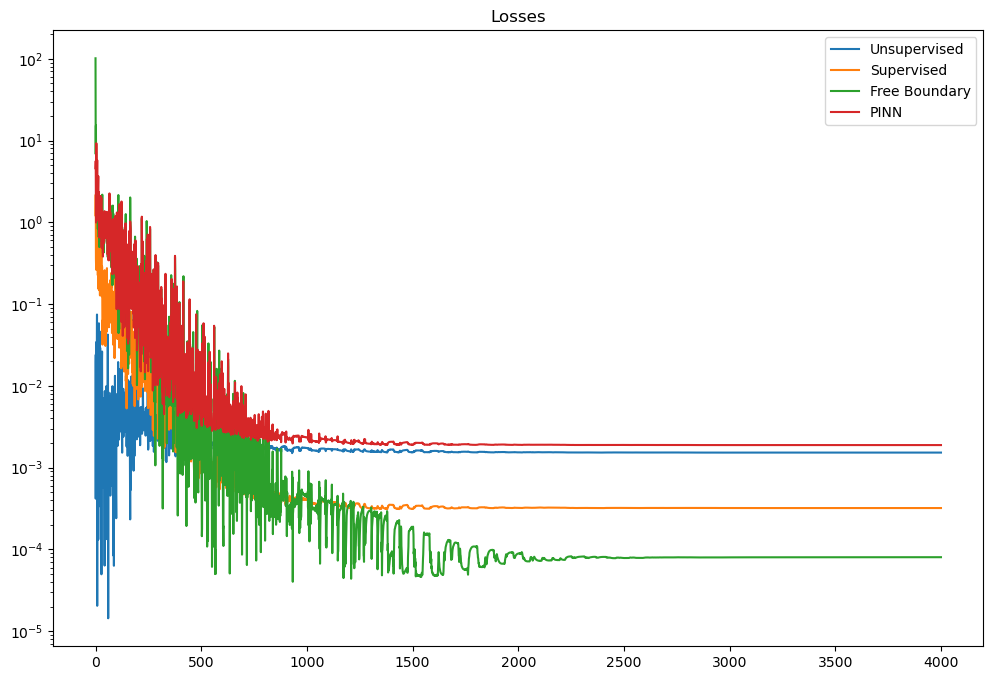 Losses
Unsupervised
Supervised
Free Boundary
PINN
10²
10¹
10⁰
10⁻¹
10⁻²
10⁻³
10⁻⁴
10⁻⁵
0 500 1000 1500 2000 2500 3000 3500 4000